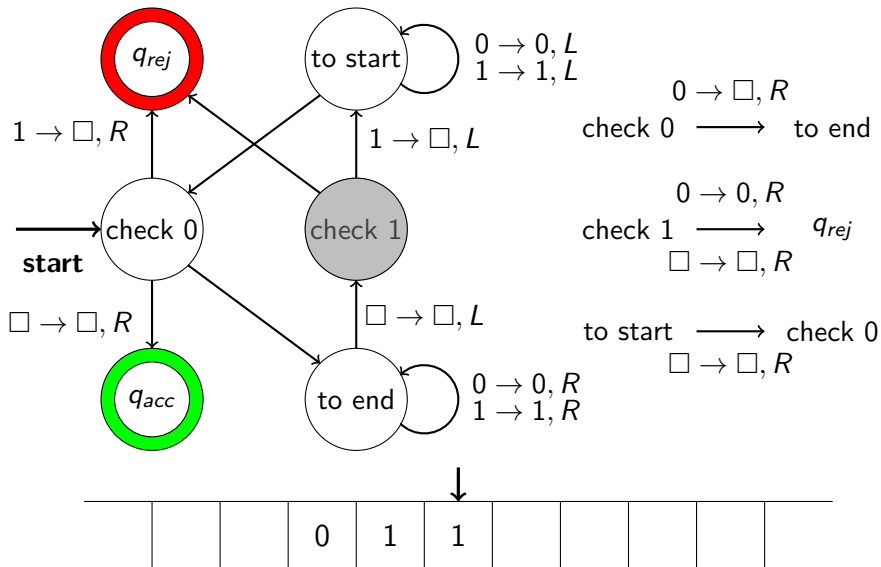 q_rej
to start
0 → 0, L
1 → 1, L
0 → □, R
check 0 → to end
1 → □, R
1 → □, L
0 → 0, R
check 1 → q_rej
□ → □, R
check 0
check 1
start
□ → □, R
□ → □, L
to start → check 0
□ → □, R
q_acc
to end
0 → 0, R
1 → 1, R
0 1 1